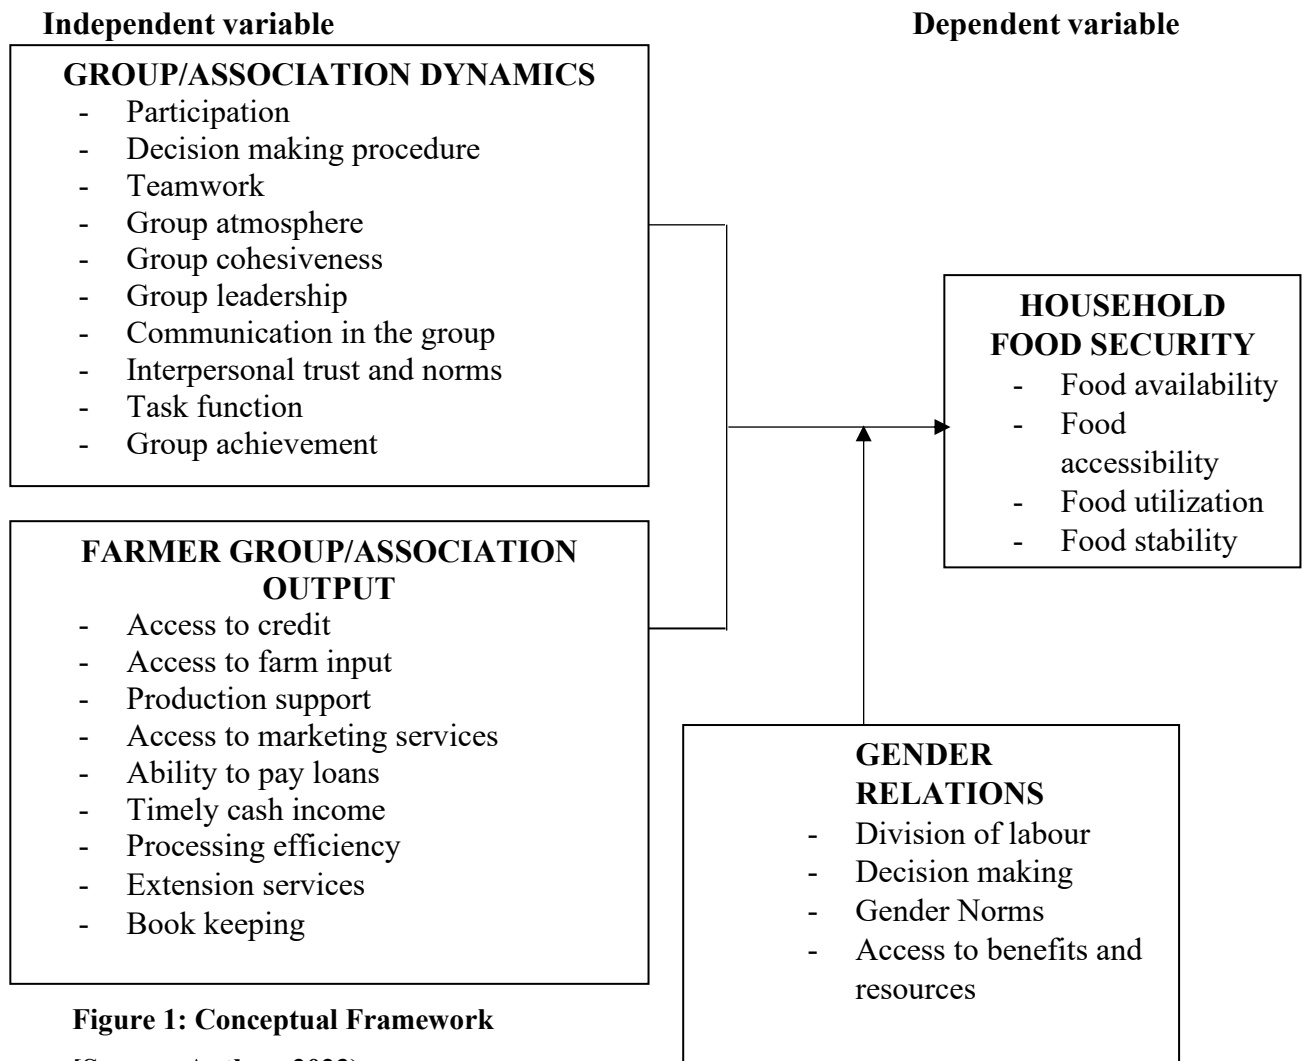 Independent variable
Dependent variable
GROUP/ASSOCIATION DYNAMICS
- Participation
- Decision making procedure
- Teamwork
- Group atmosphere
- Group cohesiveness
- Group leadership
- Communication in the group
- Interpersonal trust and norms
- Task function
- Group achievement
HOUSEHOLD
FOOD SECURITY
- Food availability
- Food
accessibility
- Food utilization
- Food stability
FARMER GROUP/ASSOCIATION
OUTPUT
- Access to credit
- Access to farm input
- Production support
- Access to marketing services
- Ability to pay loans
- Timely cash income
- Processing efficiency
- Extension services
- Book keeping
GENDER
RELATIONS
- Division of labour
- Decision making
- Gender Norms
- Access to benefits and
resources
Figure 1: Conceptual Framework